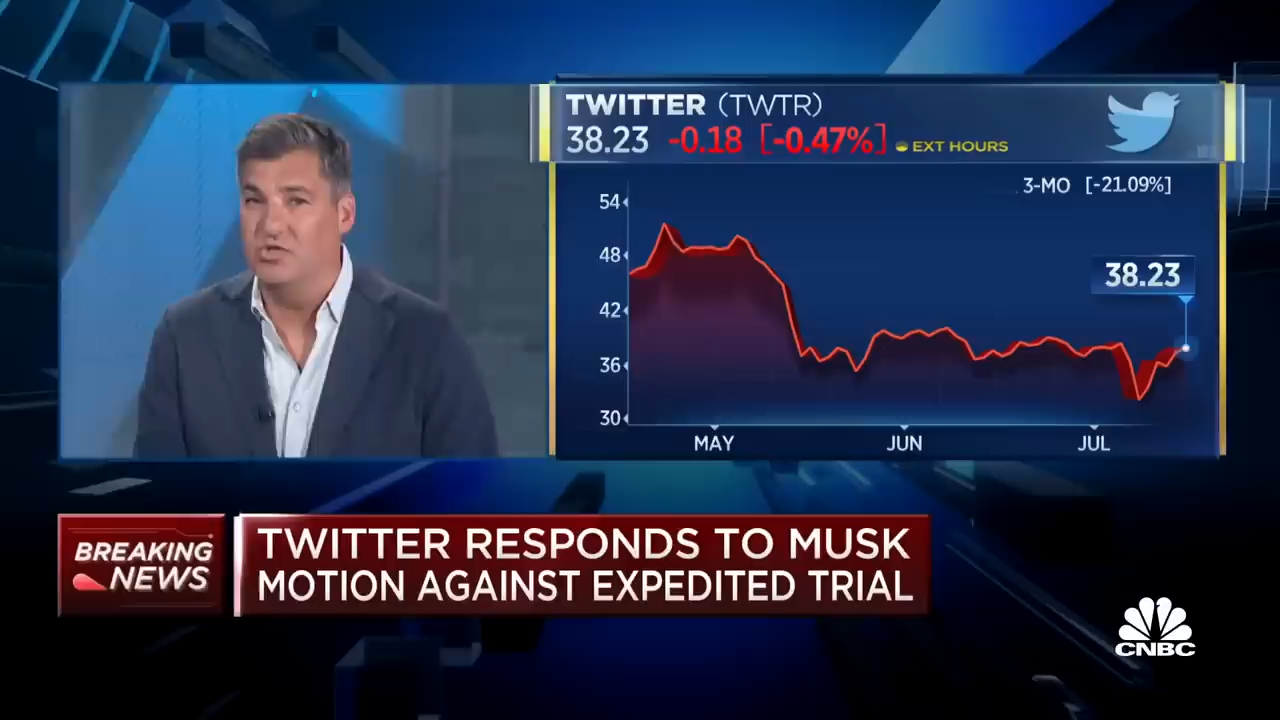 TWITTER (TWTR)
38.23 -0.18 [-0.47%] EXT HOURS
3-MO [-21.09%]
54
48
38.23
42
36
30
MAY JUN JUL
BREAKING NEWS
TWITTER RESPONDS TO MUSK
MOTION AGAINST EXPEDITED TRIAL
CNBC